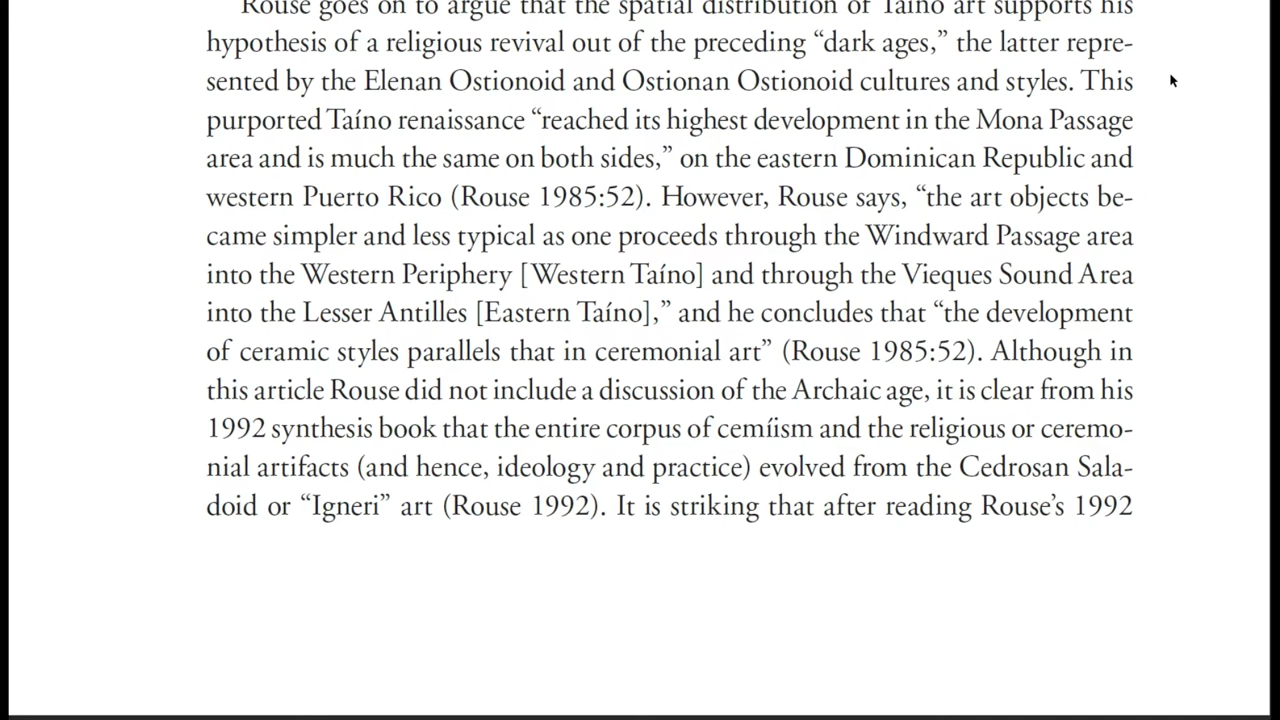 Rouse goes on to argue that the spatial distribution of Taíno art supports his
hypothesis of a religious revival out of the preceding “dark ages,” the latter repre-
sented by the Elenan Ostionoid and Ostionan Ostionoid cultures and styles. This
purported Taíno renaissance “reached its highest development in the Mona Passage
area and is much the same on both sides,” on the eastern Dominican Republic and
western Puerto Rico (Rouse 1985:52). However, Rouse says, “the art objects be-
came simpler and less typical as one proceeds through the Windward Passage area
into the Western Periphery [Western Taíno] and through the Vieques Sound Area
into the Lesser Antilles [Eastern Taíno],” and he concludes that “the development
of ceramic styles parallels that in ceremonial art” (Rouse 1985:52). Although in
this article Rouse did not include a discussion of the Archaic age, it is clear from his
1992 synthesis book that the entire corpus of cemíism and the religious or ceremo-
nial artifacts (and hence, ideology and practice) evolved from the Cedrosan Sala-
doid or “Igneri” art (Rouse 1992). It is striking that after reading Rouse’s 1992